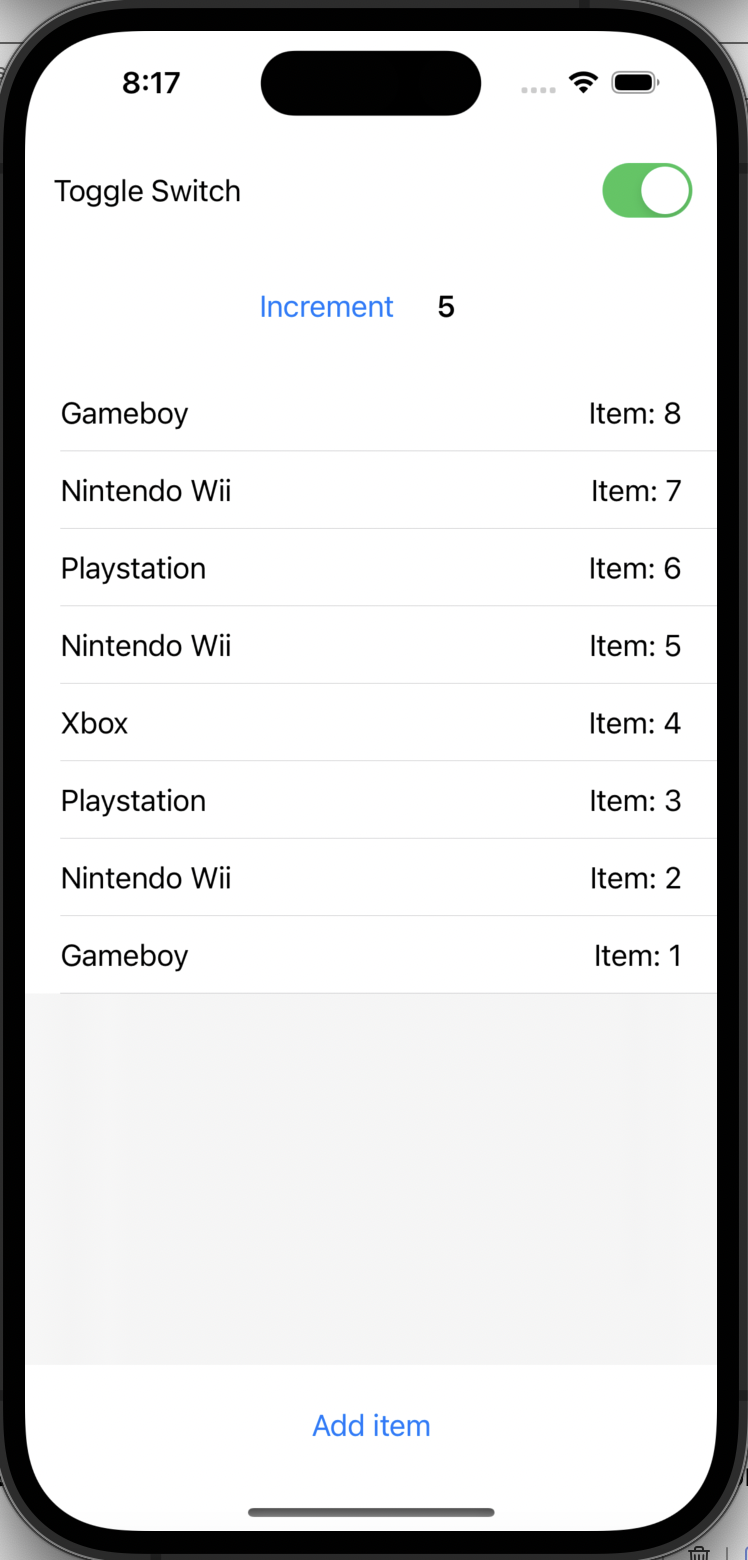 8:17
Toggle Switch
Increment 5
Gameboy Item: 8
Nintendo Wii Item: 7
Playstation Item: 6
Nintendo Wii Item: 5
Xbox Item: 4
Playstation Item: 3
Nintendo Wii Item: 2
Gameboy Item: 1
Add item